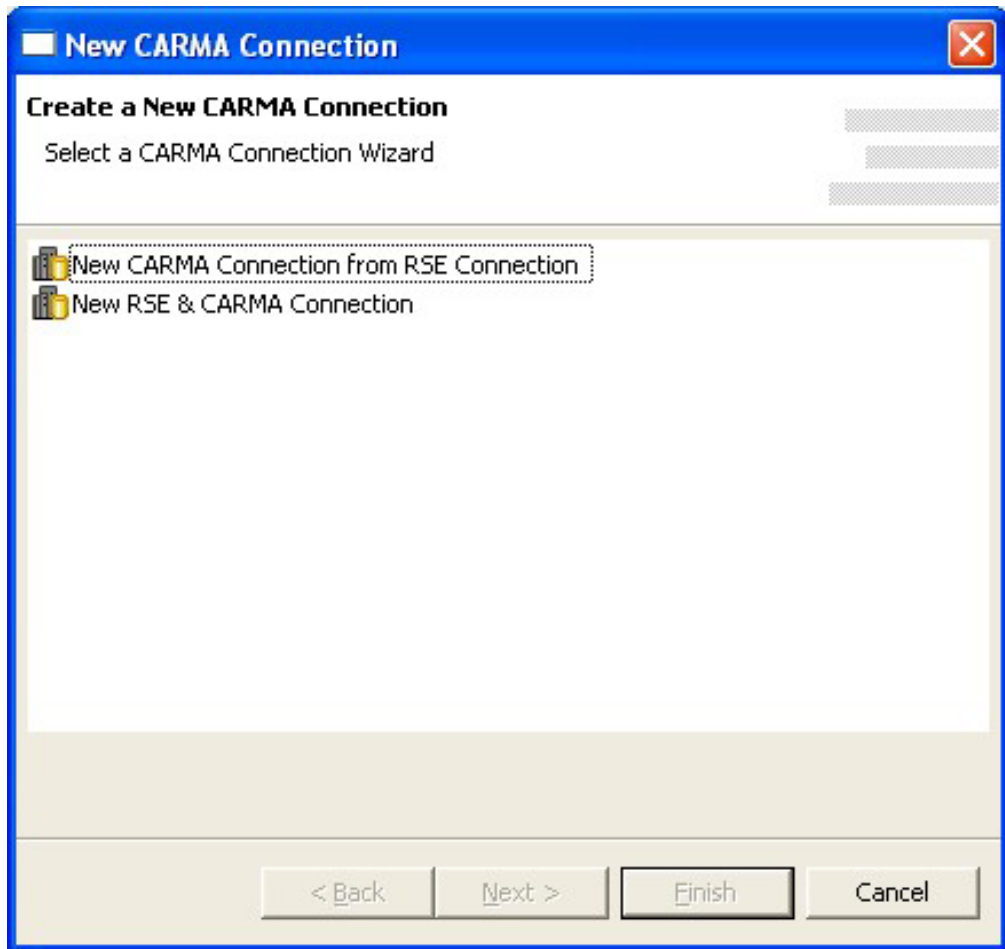 New CARMA Connection
Create a New CARMA Connection
Select a CARMA Connection Wizard
New CARMA Connection from RSE Connection
New RSE & CARMA Connection
< Back
Next >
Finish
Cancel